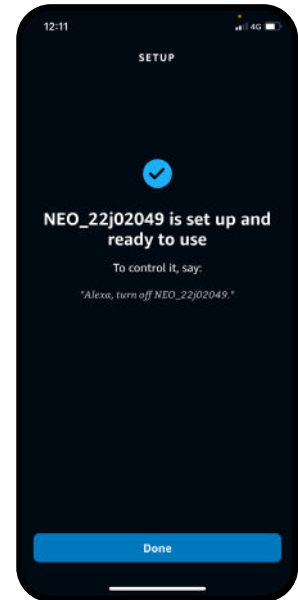 12:11
4G
SETUP
NEO_22j02049 is set up and
ready to use
To control it, say:
"Alexa, turn off NEO_22j02049."
Done